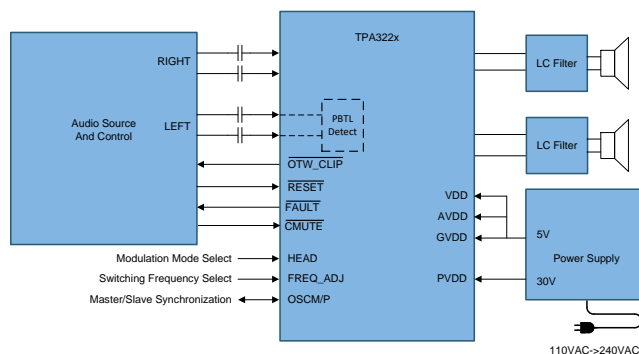 TPA322x
RIGHT
LEFT
Audio Source
And Control
PBTL
Detect
OTW_CLIP
RESET
FAULT
CMUTE
Modulation Mode Select
HEAD
Switching Frequency Select
FREQ_ADJ
Master/Slave Synchronization
OSCM/P
LC Filter
LC Filter
VDD
AVDD
GVDD
PVDD
5V
Power Supply
30V
110VAC->240VAC